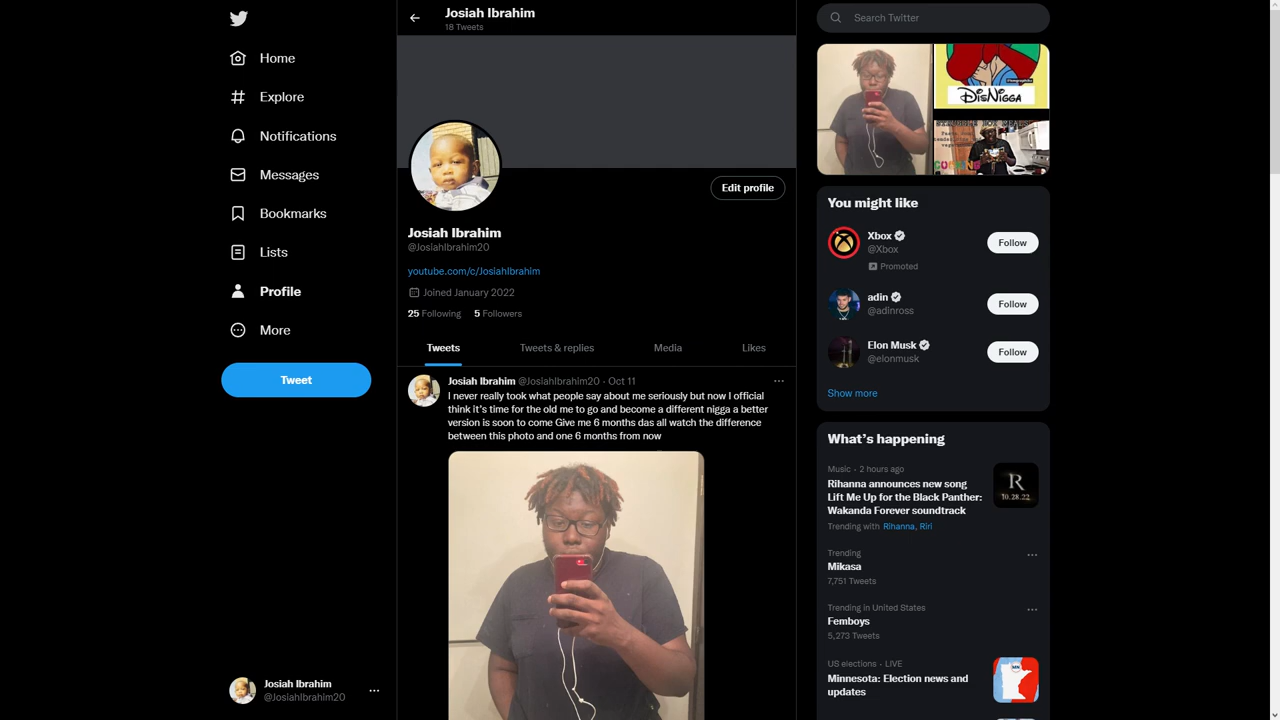 Home
Explore
Notifications
Messages
Bookmarks
Lists
Profile
More
Tweet
Josiah Ibrahim
@JosiahIbrahim20
Josiah Ibrahim
18 Tweets
Edit profile
Josiah Ibrahim
@JosiahIbrahim20
youtube.com/c/JosiahIbrahim
Joined January 2022
25 Following 5 Followers
Tweets Tweets & replies Media Likes
Josiah Ibrahim @JosiahIbrahim20 · Oct 11
I never really took what people say about me seriously but now I official
think it’s time for the old me to go and become a different nigga a better
version is soon to come Give me 6 months das all watch the difference
between this photo and one 6 months from now
Search Twitter
DisNigga
You might like
Xbox
@Xbox
Promoted
Follow
adin
@adinross
Follow
Elon Musk
@elonmusk
Follow
Show more
What’s happening
Music · 2 hours ago
Rihanna announces new song
Lift Me Up for the Black Panther:
Wakanda Forever soundtrack
Trending with Rihanna, Riri
R
10.28.22
Trending
Mikasa
7,751 Tweets
Trending in United States
Femboys
5,273 Tweets
US elections · LIVE
Minnesota: Election news and
updates
MN